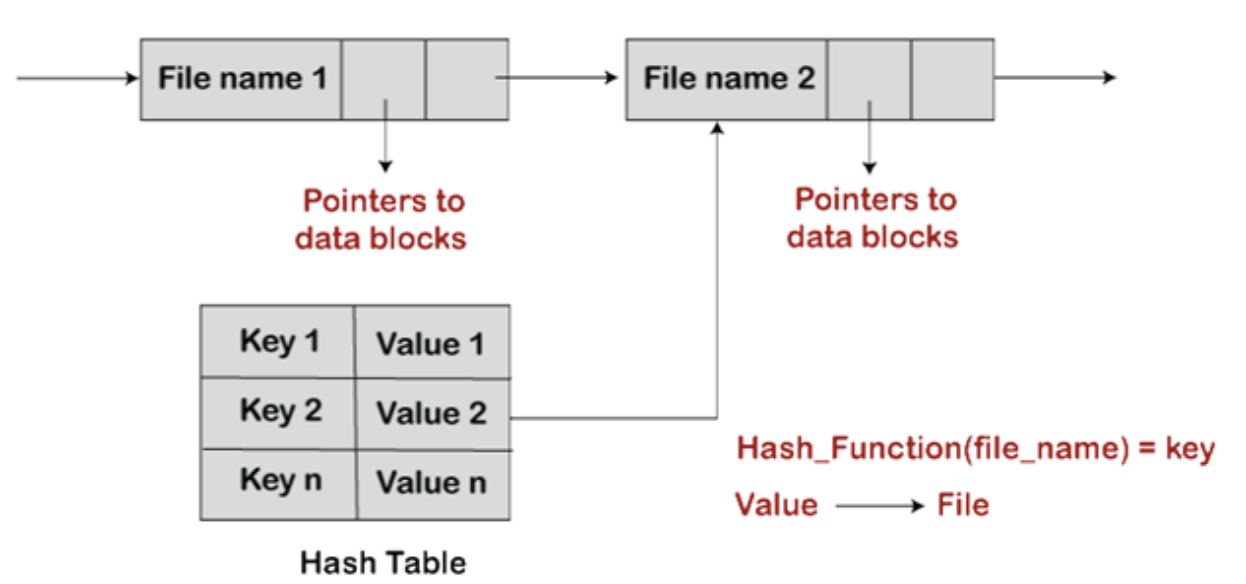 File name 1
File name 2
Pointers to
data blocks
Pointers to
data blocks
Key 1
Value 1
Key 2
Value 2
Key n
Value n
Hash_Function(file_name) = key
Value
File
Hash Table